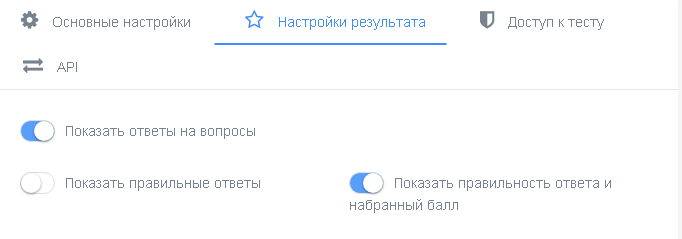 Основные настройки
Настройки результата
Доступ к тесту
API
Показать ответы на вопросы
Показать правильные ответы
Показать правильность ответа и
набранный балл